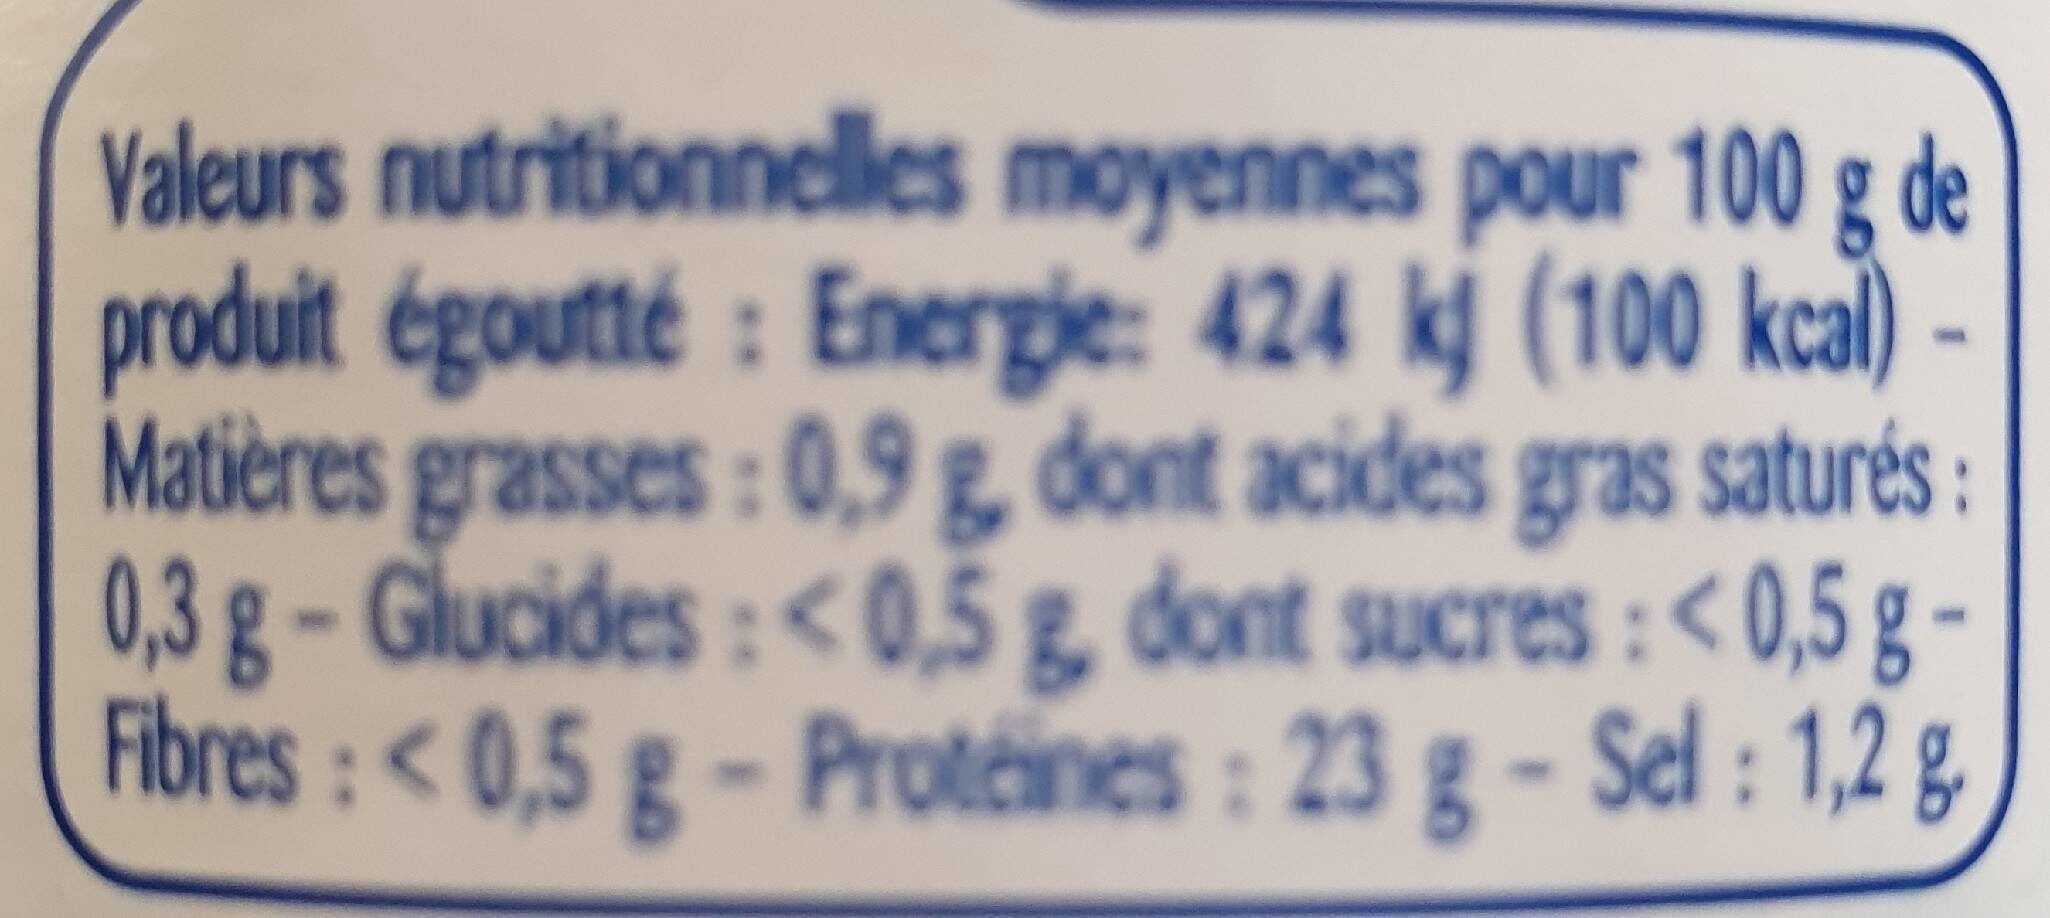 Valeurs nutritionnelles moyennes pour 100 g de
produit égoutté : Energie: 424 kJ (100 kcal) -
Matières grasses : 0,9 g, dont acides gras saturés :
0,3 g - Glucides : < 0,5 g, dont sucres : < 0,5 g -
Fibres : < 0,5 g - Protéines : 23 g - Sel : 1,2 g.